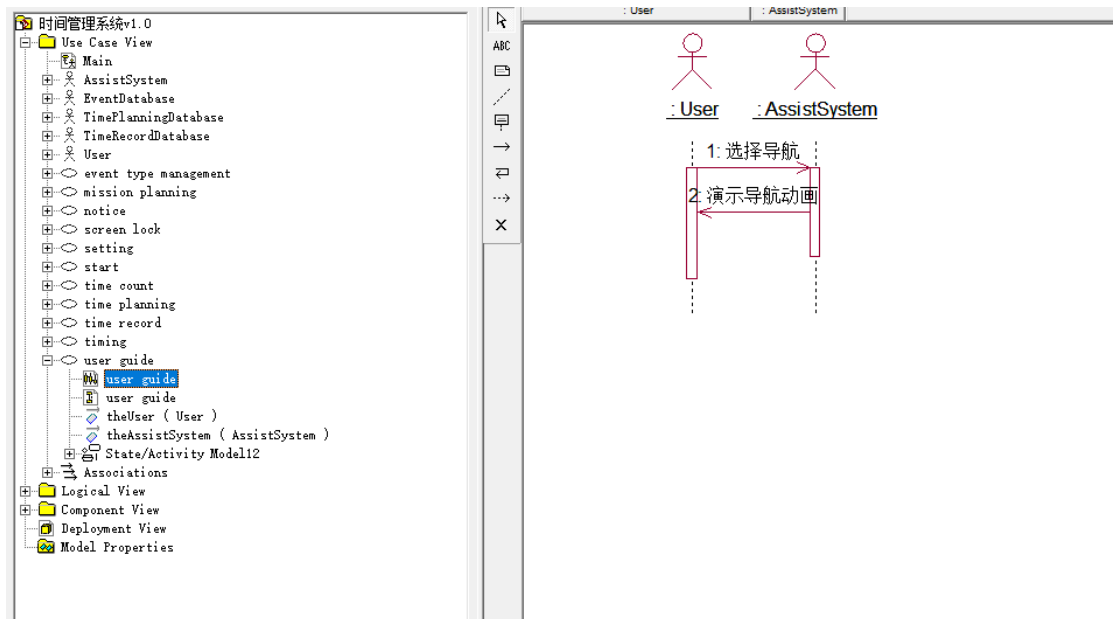 时间管理系统v1.0
Use Case View
Main
AssistSystem
EventDatabase
TimePlanningDatabase
TimeRecordDatabase
User
event type management
mission planning
notice
screen lock
setting
start
time count
time planning
time record
timing
user guide
user guide
user guide
theUser ( User )
theAssistSystem ( AssistSystem )
State/Activity Model12
Associations
Logical View
Component View
Deployment View
Model Properties
ABC
: User
: AssistSystem
: User
: AssistSystem
1: 选择导航
2: 演示导航动画